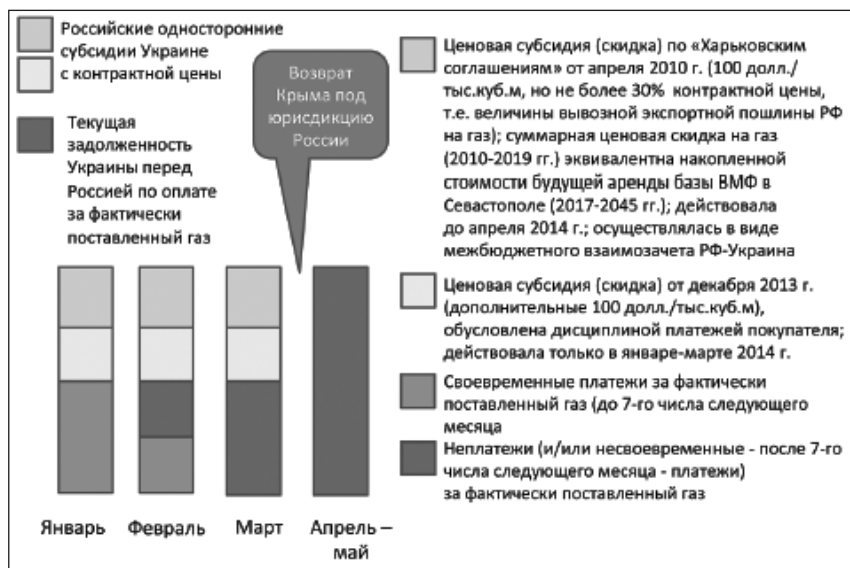 Российские односторонние
субсидии Украине
с контрактной цены
Текущая
задолженность
Украины перед
Россией по оплате
за фактически
поставленный газ
Возврат
Крыма под
юрисдикцию
России
Ценовая субсидия (скидка) по «Харьковским
соглашениям» от апреля 2010 г. (100 долл./
тыс.куб.м, но не более 30% контрактной цены,
т.е. величины вывозной экспортной пошлины РФ
на газ); суммарная ценовая скидка на газ
(2010-2019 гг.) эквивалентна накопленной
стоимости будущей аренды базы ВМФ в
Севастополе (2017-2045 гг.); действовала
до апреля 2014 г.; осуществлялась в виде
межбюджетного взаимозачета РФ-Украина
Ценовая субсидия (скидка) от декабря 2013 г.
(дополнительные 100 долл./тыс.куб.м),
обусловлена дисциплиной платежей покупателя;
действовала только в январе-марте 2014 г.
Своевременные платежи за фактически
поставленный газ (до 7-го числа следующего
месяца
Неплатежи (и/или несвоевременные - после 7-го
числа следующего месяца - платежи)
за фактически поставленный газ
Январь
Февраль
Март
Апрель –
май